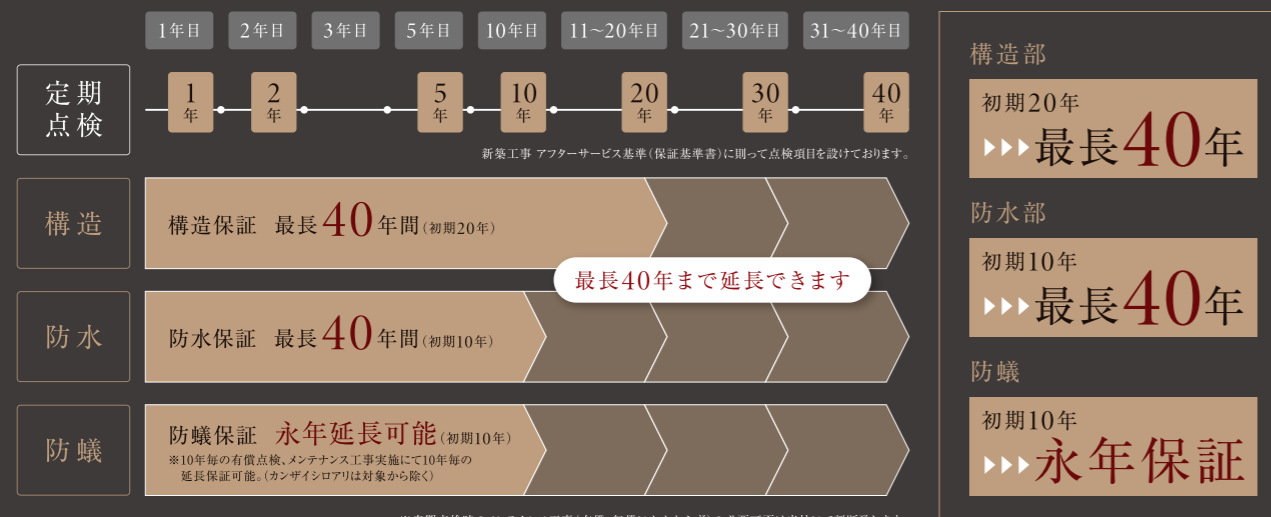 1年目 2年目 3年目 5年目 10年目 11～20年目 21～30年目 31～40年目
定期
点検
1年 2年 5年 10年 20年 30年 40年
新築工事 アフターサービス基準（保証基準書）に則って点検項目を設けております。
構造
構造保証 最長40年間（初期20年）
最長40年まで延長できます
防水
防水保証 最長40年間（初期10年）
防蟻
防蟻保証 永年延長可能（初期10年）
※10年毎の有償点検、メンテナンス工事実施にて10年毎の
延長保証可能。（カンザイシロアリは対象から除く）
構造部
初期20年
最長40年
防水部
初期10年
最長40年
防蟻
初期10年
永年保証